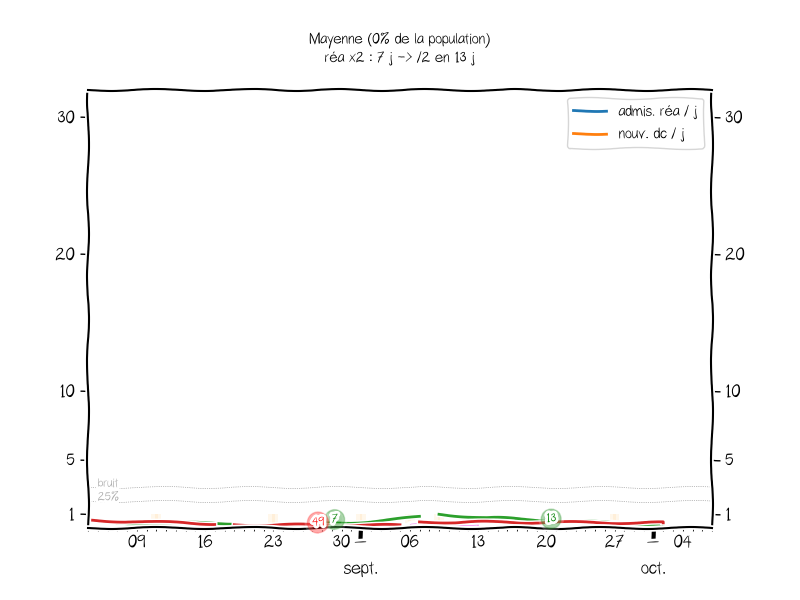 Mayenne (0% de la population)
réa x2 : 7 j -> /2 en 13 j
admis. réa / j
nouv. dc / j
30
30
20
20
10
10
5
5
bruit
25%
1
1
49
7
13
09 16 23 30 06 13 20 27 04
sept. oct.